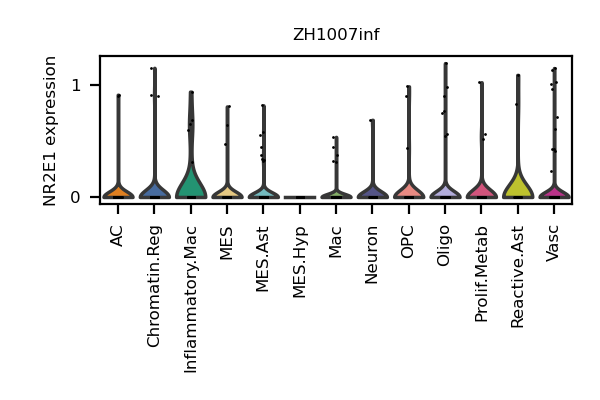 ZH1007inf
NR2E1 expression
1
0
AC
Chromatin.Reg
Inflammatory.Mac
MES
MES.Ast
MES.Hyp
Mac
Neuron
OPC
Oligo
Prolif.Metab
Reactive.Ast
Vasc